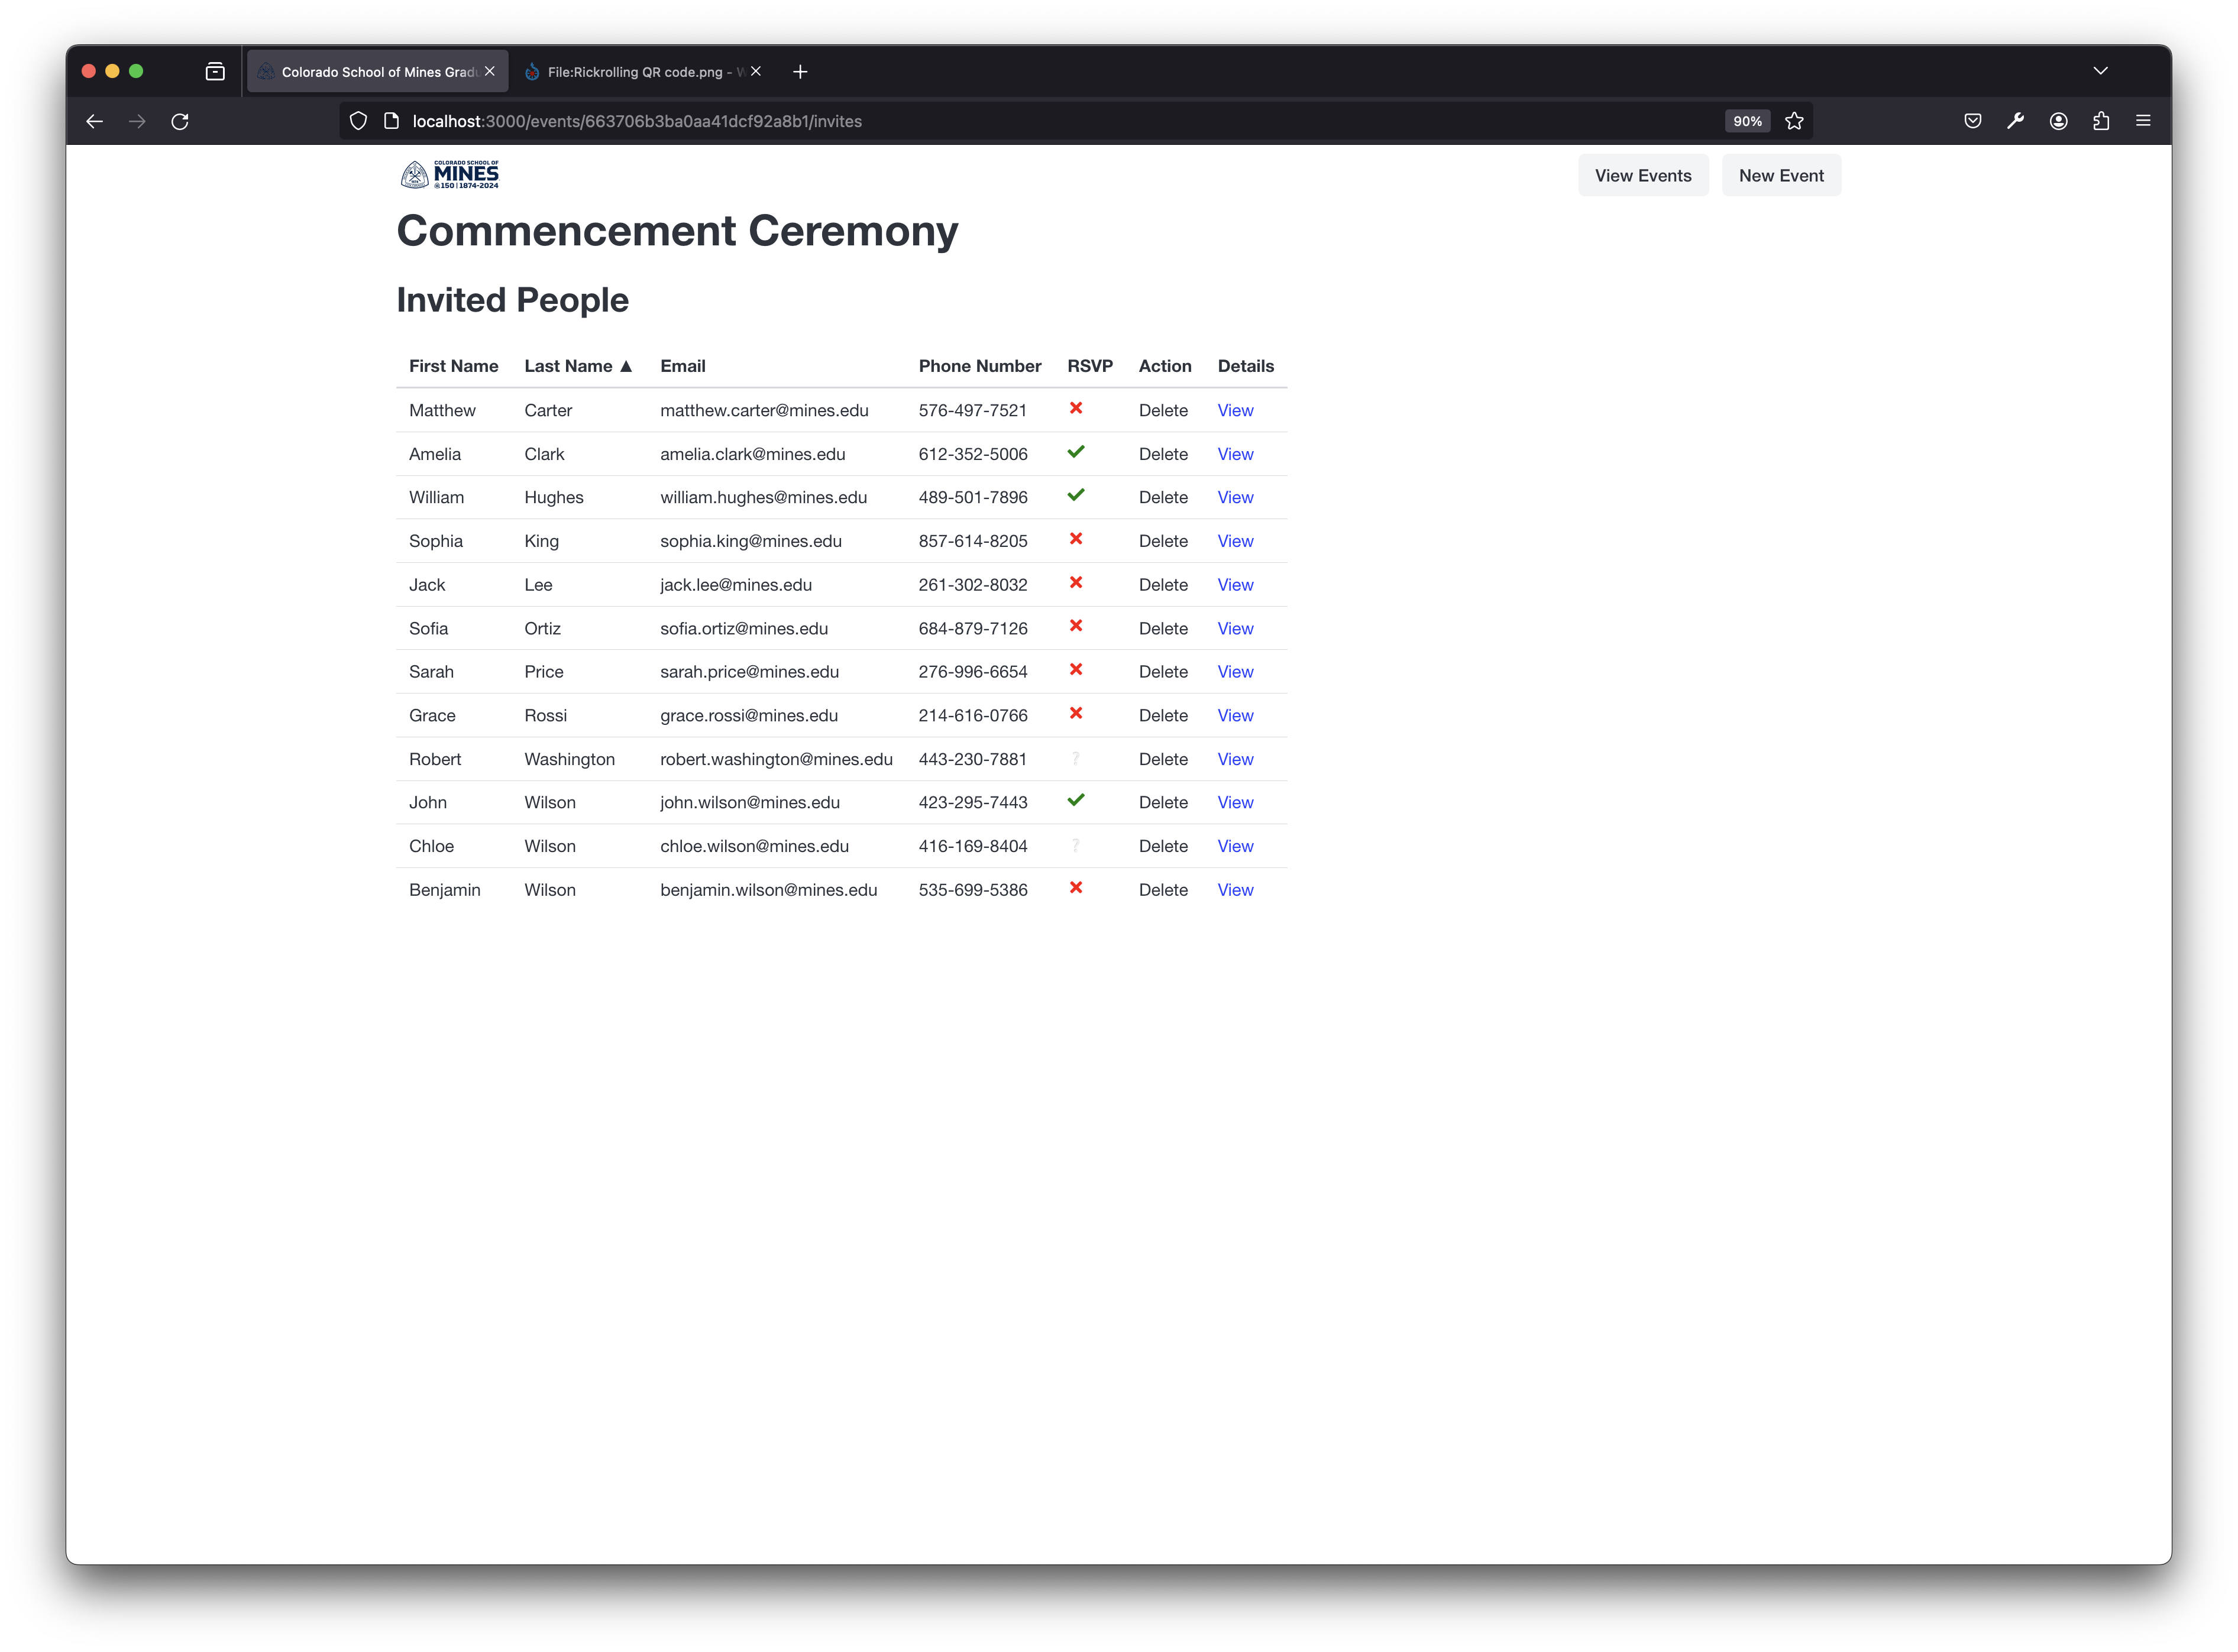 Colorado School of Mines Grad
File:Rickrolling QR code.png - W
localhost:3000/events/663706b3ba0aa41dcf92a8b1/invites
90%
COLORADO SCHOOL OF
MINES
@150 | 1874-2024
View Events New Event
Commencement Ceremony
Invited People
First Name Last Name ▲ Email Phone Number RSVP Action Details
Matthew Carter matthew.carter@mines.edu 576-497-7521 ✖ Delete View
Amelia Clark amelia.clark@mines.edu 612-352-5006 ✔ Delete View
William Hughes william.hughes@mines.edu 489-501-7896 ✔ Delete View
Sophia King sophia.king@mines.edu 857-614-8205 ✖ Delete View
Jack Lee jack.lee@mines.edu 261-302-8032 ✖ Delete View
Sofia Ortiz sofia.ortiz@mines.edu 684-879-7126 ✖ Delete View
Sarah Price sarah.price@mines.edu 276-996-6654 ✖ Delete View
Grace Rossi grace.rossi@mines.edu 214-616-0766 ✖ Delete View
Robert Washington robert.washington@mines.edu 443-230-7881 ? Delete View
John Wilson john.wilson@mines.edu 423-295-7443 ✔ Delete View
Chloe Wilson chloe.wilson@mines.edu 416-169-8404 ? Delete View
Benjamin Wilson benjamin.wilson@mines.edu 535-699-5386 ✖ Delete View